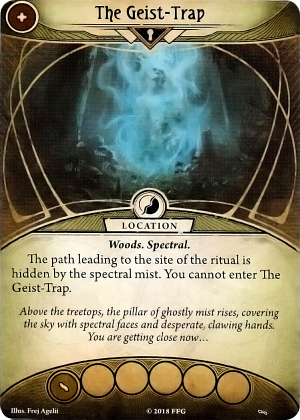 The Geist-Trap
LOCATION
Woods. Spectral.
The path leading to the site of the ritual is
hidden by the spectral mist. You cannot enter The
Geist-Trap.
Above the treetops, the pillar of ghostly mist rises, covering
the sky with spectral faces and desperate, clawing hands.
You are getting close now…
Illus. Frej Agelii
© 2018 FFG